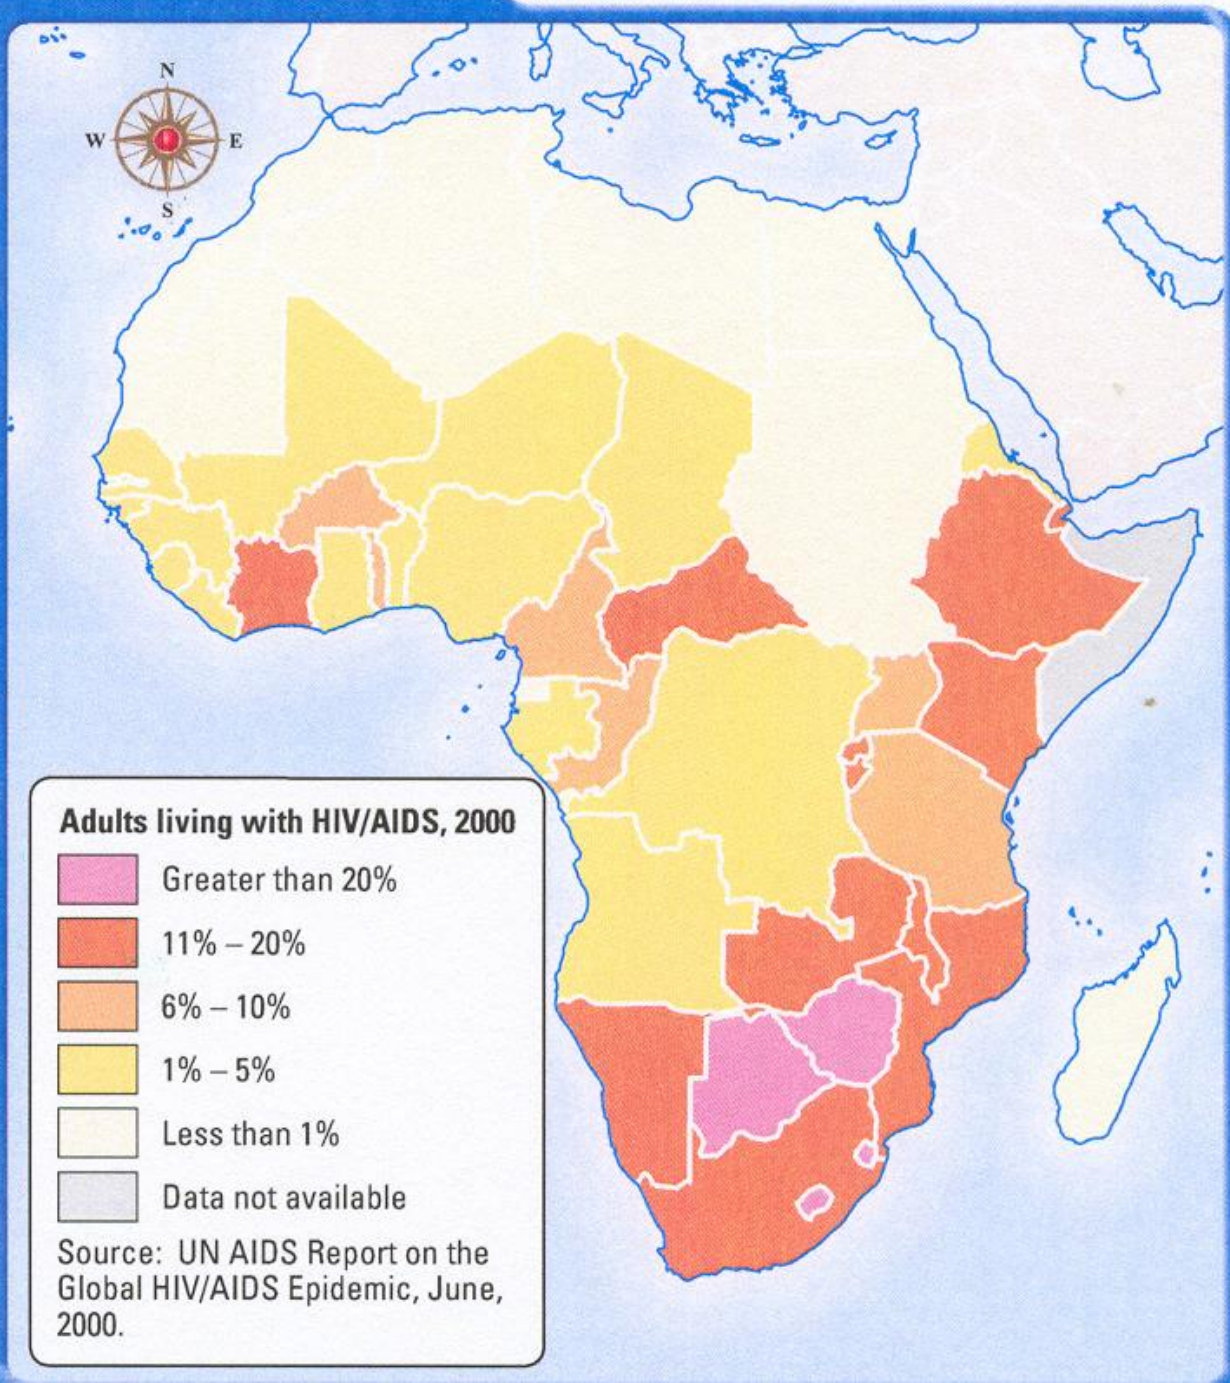 N
W
E
S
Adults living with HIV/AIDS, 2000
Greater than 20%
11% – 20%
6% – 10%
1% – 5%
Less than 1%
Data not available
Source: UN AIDS Report on the
Global HIV/AIDS Epidemic, June,
2000.